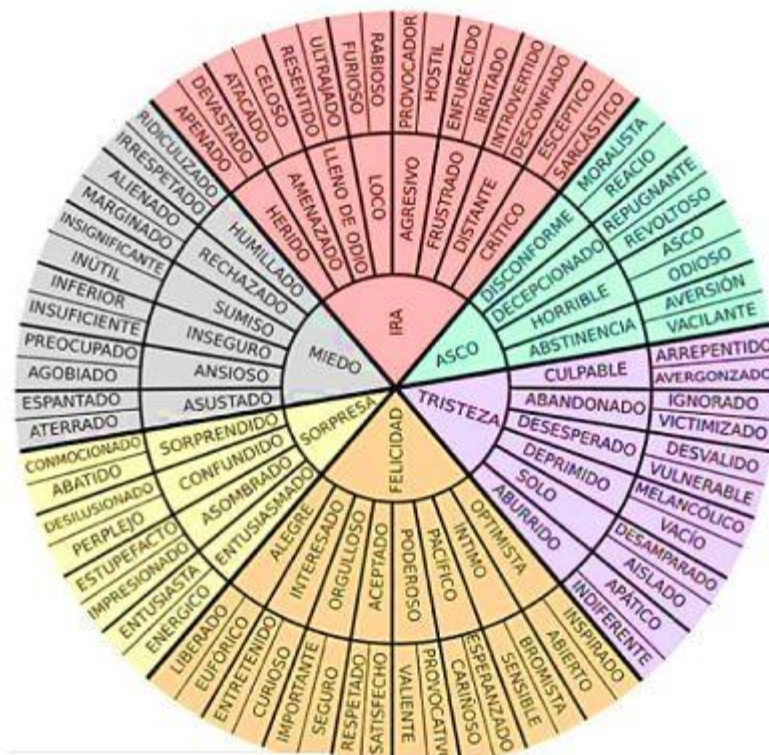 IRA
HERIDO
APENADO
DEVASTADO
AMENAZADO
ATACADO
CELOSO
LLENO DE ODIO
RESENTIDO
ULTRAJADO
LOCO
FURIOSO
RABIOSO
AGRESIVO
PROVOCADOR
HOSTIL
FRUSTRADO
ENFURECIDO
IRRITADO
DISTANTE
INTROVERTIDO
DESCONFIADO
CRÍTICO
ESCÉPTICO
SARCÁSTICO
ASCO
DISCONFORME
MORALISTA
REACIO
DECEPCIONADO
REPUGNANTE
REVOLTOSO
HORRIBLE
ASCO
ODIOSO
ABSTINENCIA
AVERSIÓN
VACILANTE
TRISTEZA
CULPABLE
ARREPENTIDO
AVERGONZADO
ABANDONADO
IGNORADO
VICTIMIZADO
DESESPERADO
DESVALIDO
VULNERABLE
DEPRIMIDO
MELANCÓLICO
VACÍO
SOLO
DESAMPARADO
AISLADO
ABURRIDO
APÁTICO
INDIFERENTE
FELICIDAD
OPTIMISTA
INSPIRADO
ABIERTO
ÍNTIMO
BROMISTA
SENSIBLE
PACÍFICO
ESPERANZADO
CARIÑOSO
PODEROSO
PROVOCATIV
VALIENTE
ACEPTADO
SATISFECHO
RESPETADO
ORGULLOSO
SEGURO
IMPORTANTE
INTERESADO
CURIOSO
ENTRETENIDO
ALEGRE
EUFÓRICO
LIBERADO
SORPRESA
ENTUSIASMADO
ENÉRGICO
ENTUSIASTA
ASOMBRADO
IMPRESIONADO
ESTUPEFACTO
CONFUNDIDO
PERPLEJO
DESILUSIONADO
SORPRENDIDO
ABATIDO
CONMOCIONADO
MIEDO
ASUSTADO
ATERRADO
ESPANTADO
ANSIOSO
AGOBIADO
PREOCUPADO
INSEGURO
INSUFICIENTE
INFERIOR
SUMISO
INÚTIL
INSIGNIFICANTE
RECHAZADO
MARGINADO
ALIENADO
HUMILLADO
IRRESPETADO
RIDICULIZADO